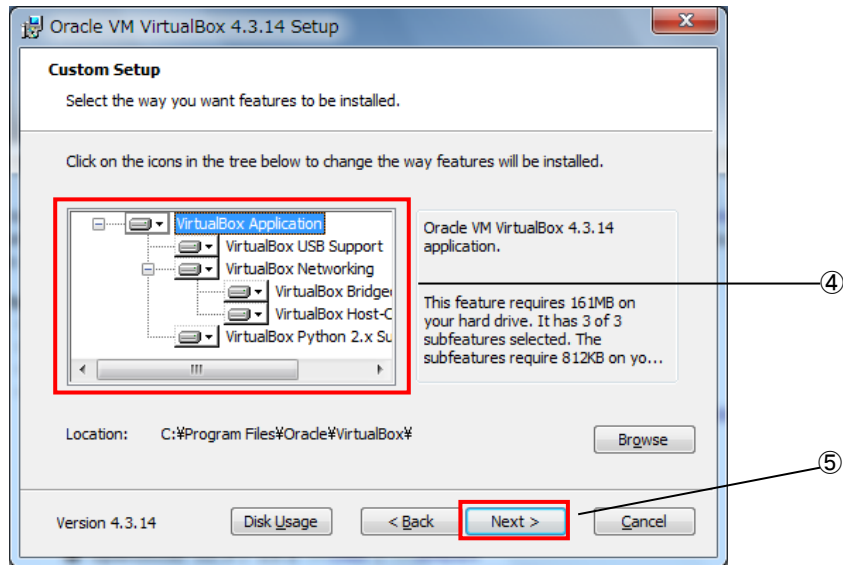 Oracle VM VirtualBox 4.3.14 Setup
Custom Setup
Select the way you want features to be installed.
Click on the icons in the tree below to change the way features will be installed.
VirtualBox Application
VirtualBox USB Support
VirtualBox Networking
VirtualBox Bridge
VirtualBox Host-C
VirtualBox Python 2.x Su
Oracle VM VirtualBox 4.3.14
application.
This feature requires 161MB on
your hard drive. It has 3 of 3
subfeatures selected. The
subfeatures require 812KB on yo...
④
Location: C:¥Program Files¥Oracle¥VirtualBox¥
Browse
⑤
Version 4.3.14
Disk Usage
< Back
Next >
Cancel